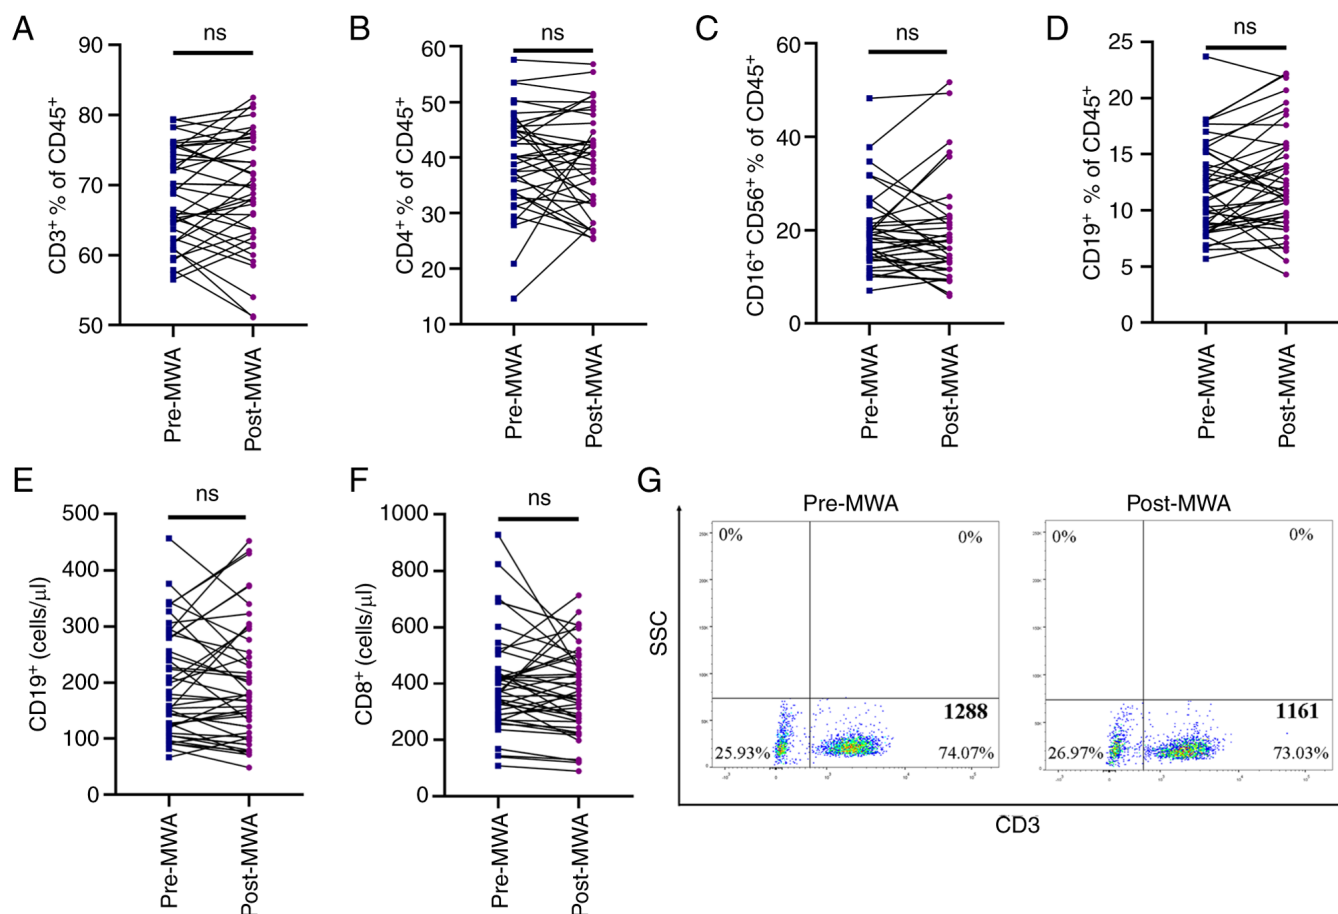 A
ns
90
80
70
60
50
CD3⁺ % of CD45⁺
Pre-MWA
Post-MWA
B
ns
60
50
40
30
20
10
CD4⁺ % of CD45⁺
Pre-MWA
Post-MWA
C
ns
60
40
20
0
CD16⁺ CD56⁺ % of CD45⁺
Pre-MWA
Post-MWA
D
ns
25
20
15
10
5
0
CD19⁺ % of CD45⁺
Pre-MWA
Post-MWA
E
ns
500
400
300
200
100
0
CD19⁺ (cells/µl)
Pre-MWA
Post-MWA
F
ns
1000
800
600
400
200
0
CD8⁺ (cells/µl)
Pre-MWA
Post-MWA
G
Pre-MWA
0% 0%
1288
25.93% 74.07%
Post-MWA
0% 0%
1161
26.97% 73.03%
SSC
CD3